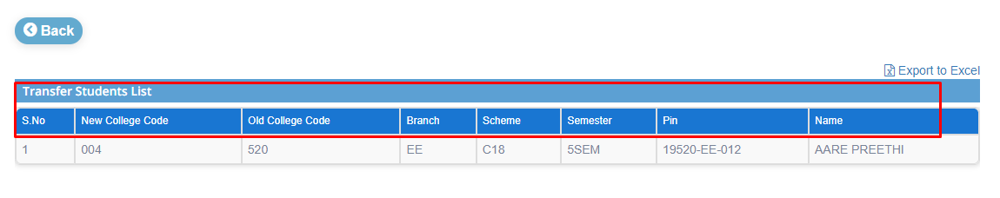 Back
Export to Excel
Transfer Students List
S.No New College Code Old College Code Branch Scheme Semester Pin Name
1 004 520 EE C18 5SEM 19520-EE-012 AARE PREETHI